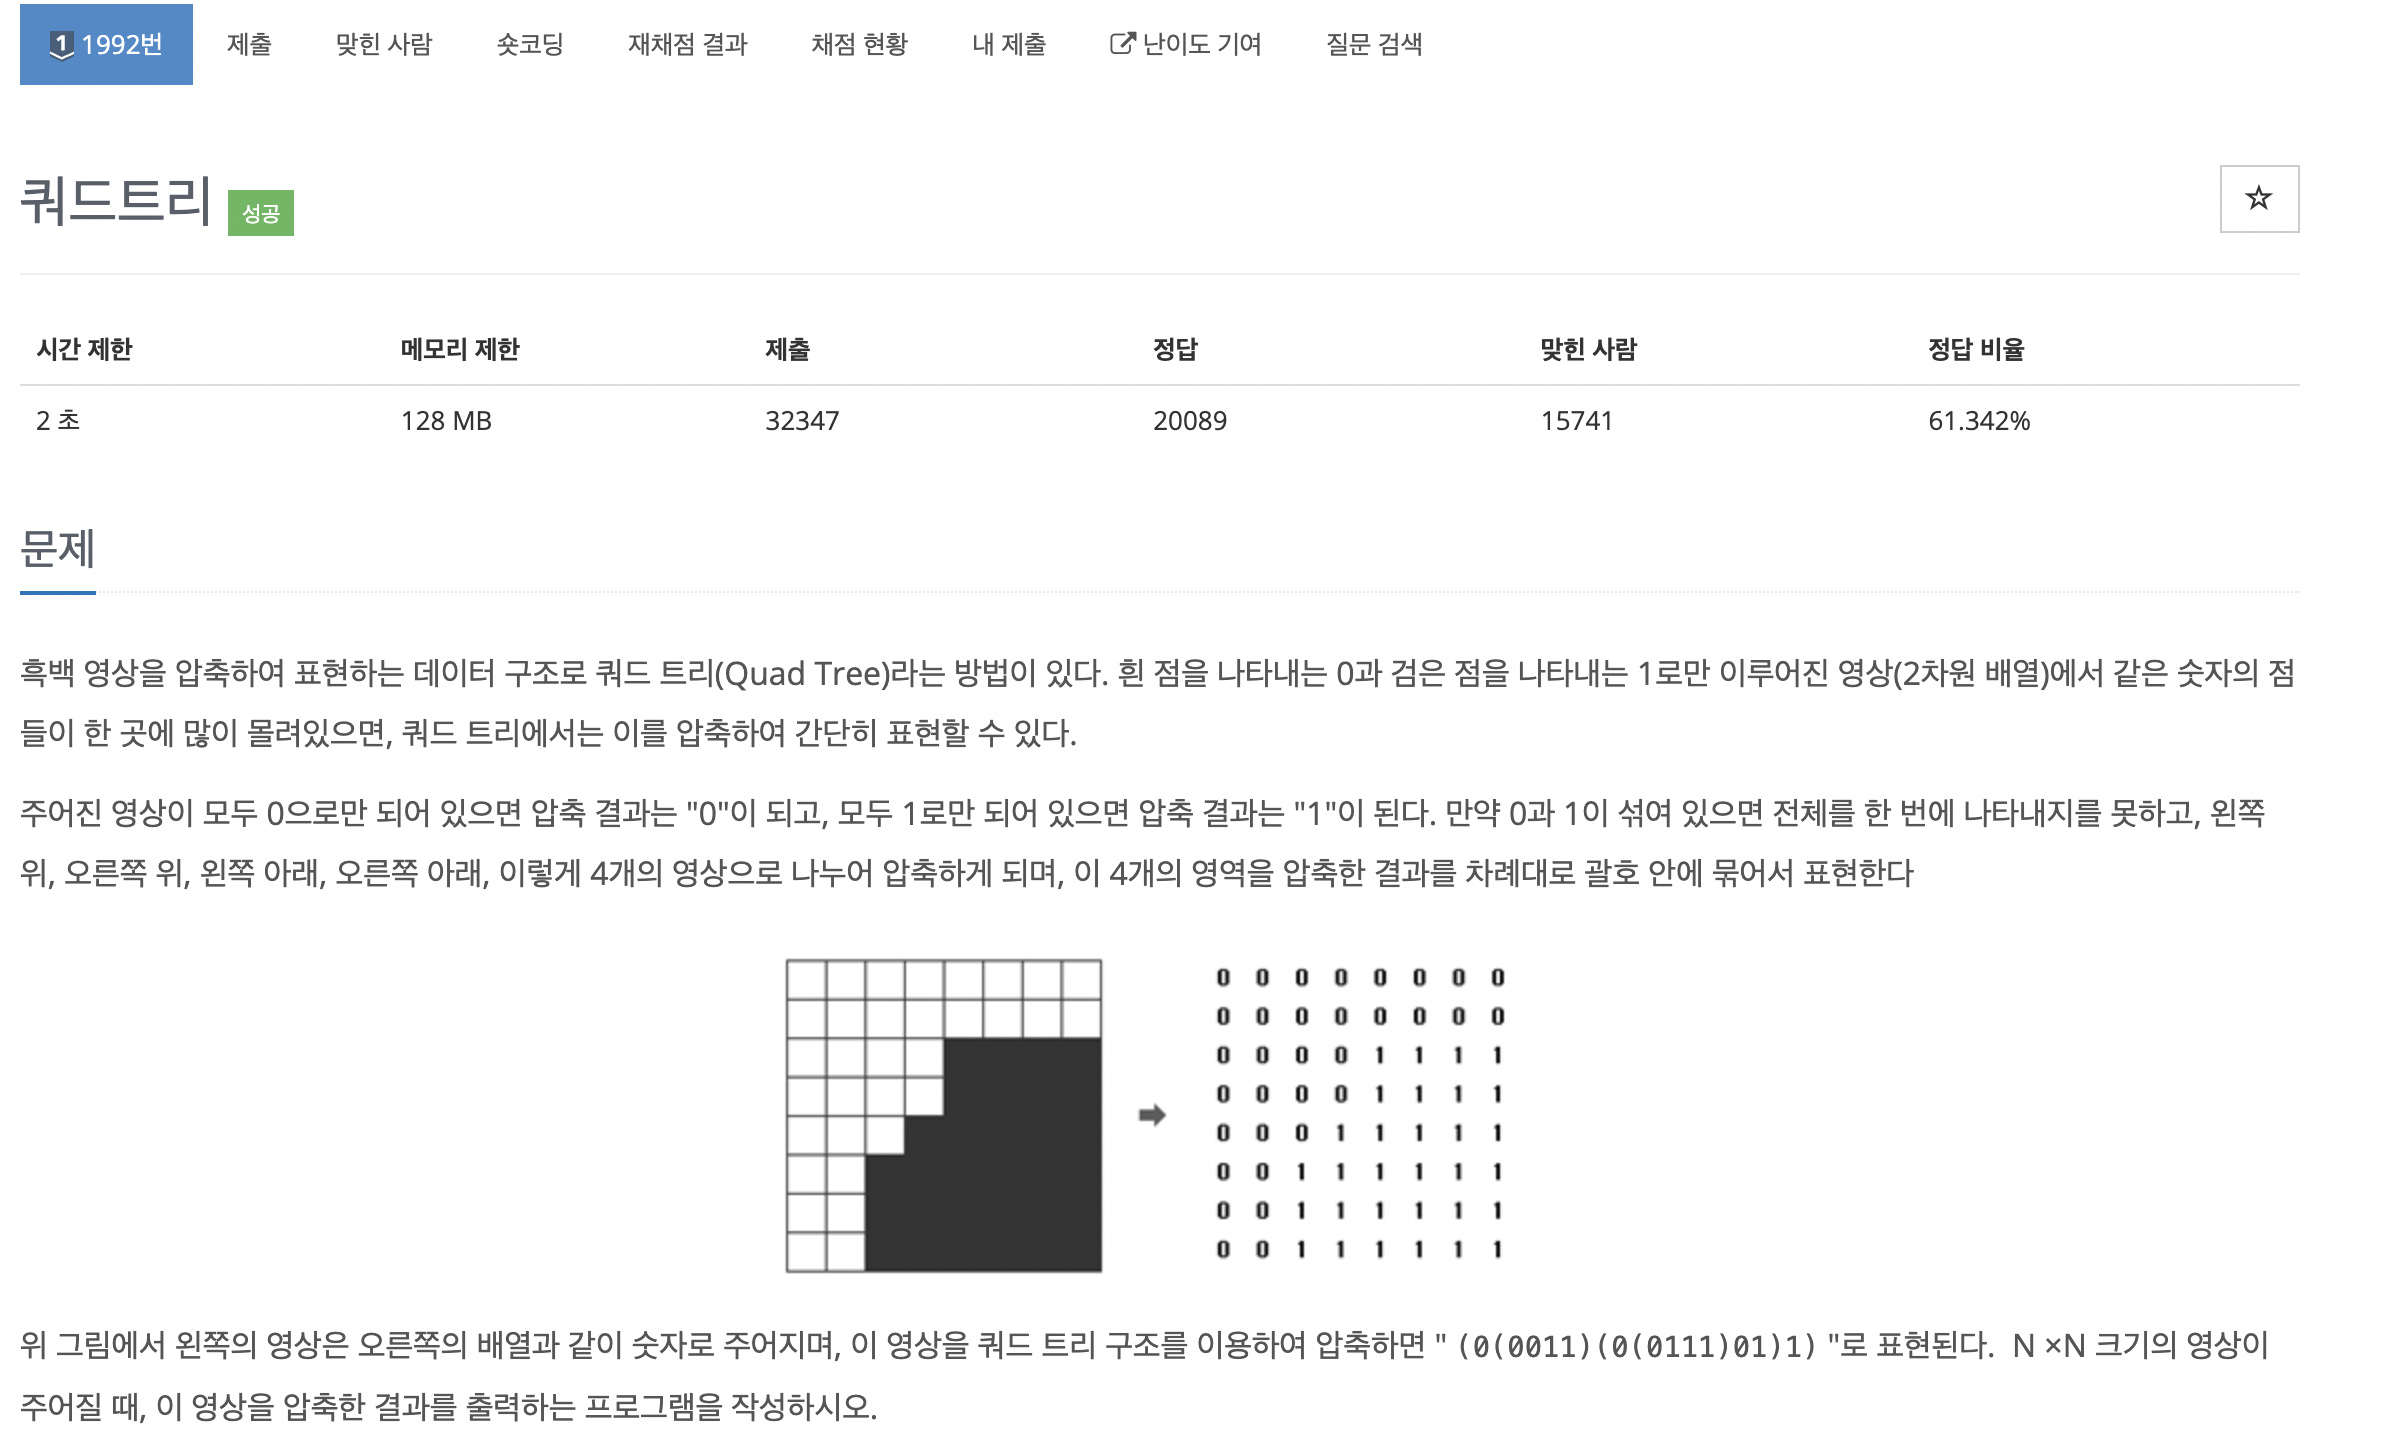 1 1992번 제출 맞힌 사람 숏코딩 재채점 결과 채점 현황 내 제출 난이도 기여 질문 검색
쿼드트리 성공
시간 제한 메모리 제한 제출 정답 맞힌 사람 정답 비율
2 초 128 MB 32347 20089 15741 61.342%
문제
흑백 영상을 압축하여 표현하는 데이터 구조로 쿼드 트리(Quad Tree)라는 방법이 있다. 흰 점을 나타내는 0과 검은 점을 나타내는 1로만 이루어진 영상(2차원 배열)에서 같은 숫자의 점
들이 한 곳에 많이 몰려있으면, 쿼드 트리에서는 이를 압축하여 간단히 표현할 수 있다.
주어진 영상이 모두 0으로만 되어 있으면 압축 결과는 "0"이 되고, 모두 1로만 되어 있으면 압축 결과는 "1"이 된다. 만약 0과 1이 섞여 있으면 전체를 한 번에 나타내지를 못하고, 왼쪽
위, 오른쪽 위, 왼쪽 아래, 오른쪽 아래, 이렇게 4개의 영상으로 나누어 압축하게 되며, 이 4개의 영역을 압축한 결과를 차례대로 괄호 안에 묶어서 표현한다
0 0 0 0 0 0 0 0
0 0 0 0 0 0 0 0
0 0 0 0 1 1 1 1
0 0 0 0 1 1 1 1
0 0 0 1 1 1 1 1
0 0 1 1 1 1 1 1
0 0 1 1 1 1 1 1
0 0 1 1 1 1 1 1
위 그림에서 왼쪽의 영상은 오른쪽의 배열과 같이 숫자로 주어지며, 이 영상을 쿼드 트리 구조를 이용하여 압축하면 "(0(0011)(0(0111)01)1)"로 표현된다. N ×N 크기의 영상이
주어질 때, 이 영상을 압축한 결과를 출력하는 프로그램을 작성하시오.